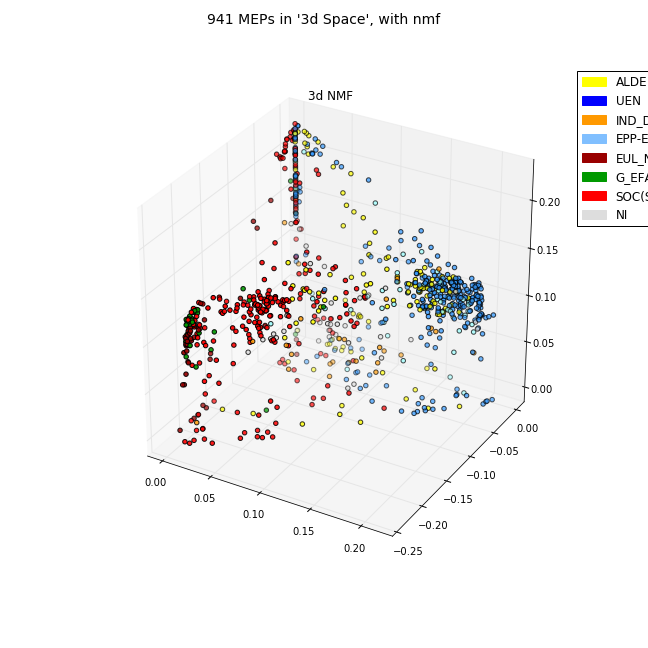 941 MEPs in '3d Space', with nmf
3d NMF
ALDE
UEN
IND_D
EPP-E
EUL_N
G_EFA
SOC(S
NI
0.20
0.15
0.10
0.05
0.00
0.00
−0.05
−0.10
−0.15
−0.20
−0.25
0.00
0.05
0.10
0.15
0.20